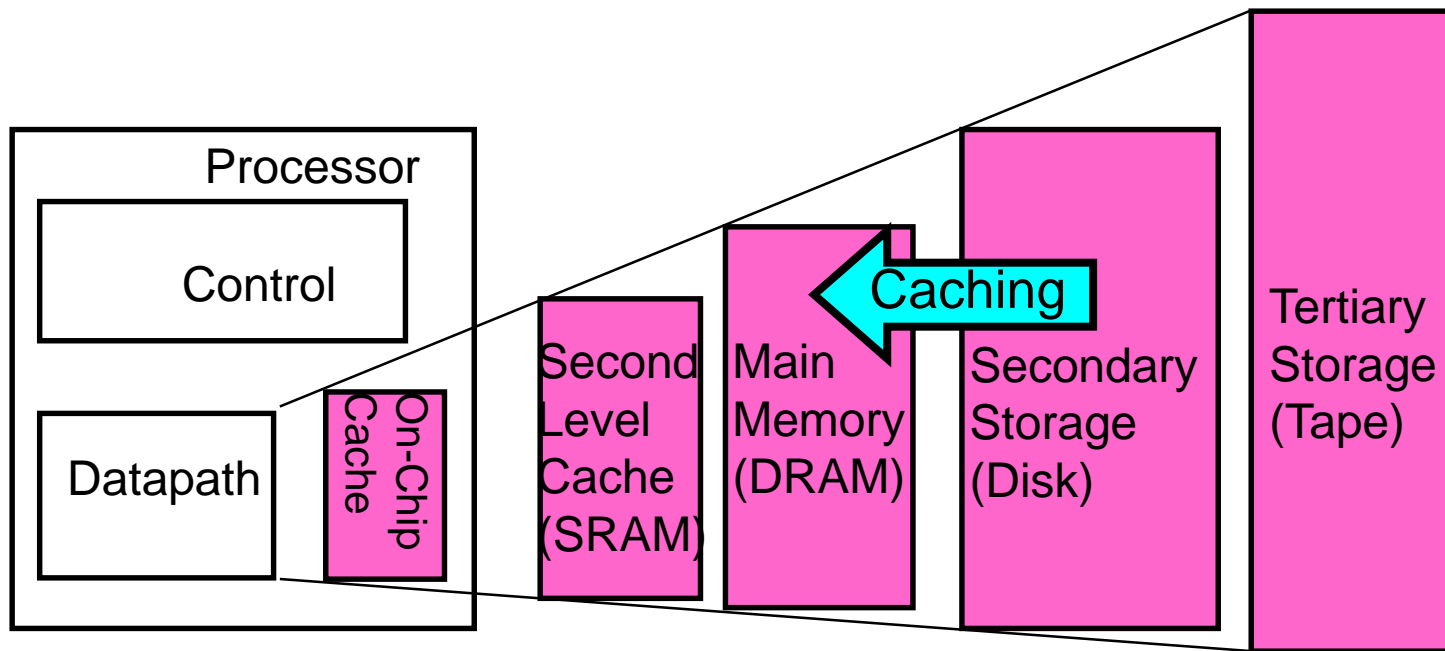 Processor
Control
Datapath
On-Chip
Cache
Second
Level
Cache
(SRAM)
Main
Memory
(DRAM)
Caching
Secondary
Storage
(Disk)
Tertiary
Storage
(Tape)